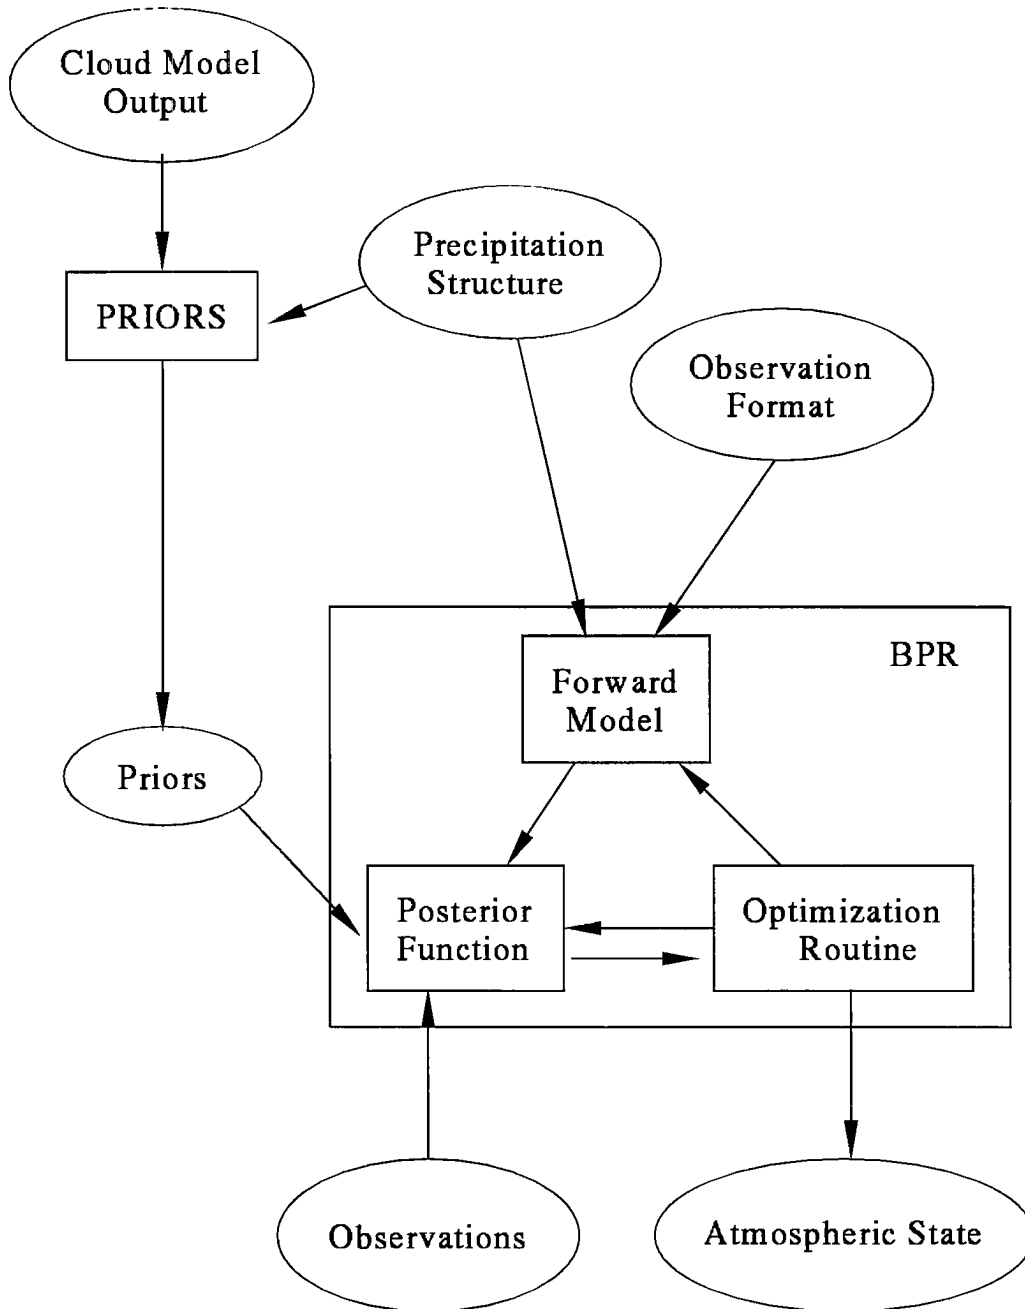 Cloud Model
Output
Precipitation
Structure
PRIORS
Observation
Format
BPR
Forward
Model
Priors
Posterior
Function
Optimization
Routine
Observations
Atmospheric State